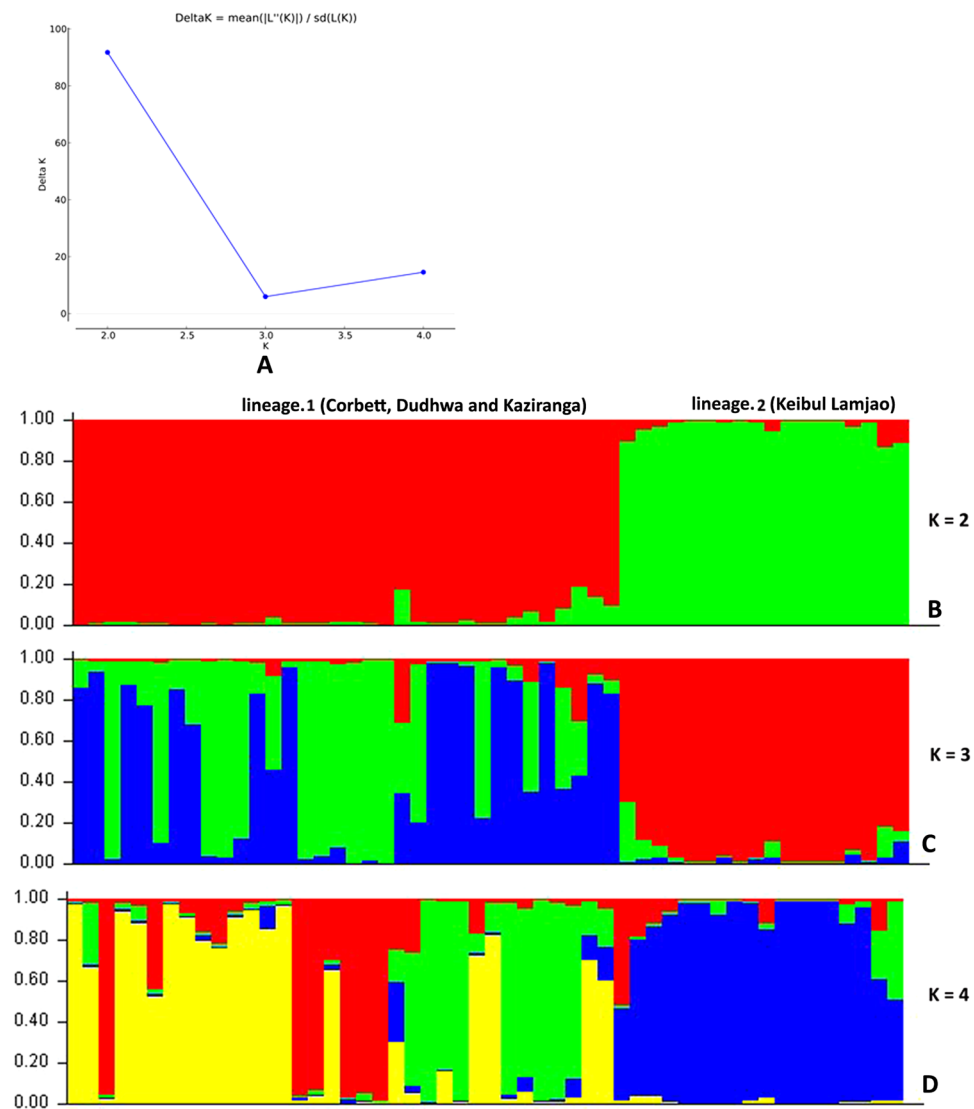 DeltaK = mean(|L''(K)|) / sd(L(K))
100
80
60
40
20
0
Delta K
2.0 2.5 3.0 3.5 4.0
K
A
lineage.1 (Corbett, Dudhwa and Kaziranga) lineage.2 (Keibul Lamjao)
1.00
0.80
0.60
0.40
0.20
0.00
K = 2
B
1.00
0.80
0.60
0.40
0.20
0.00
K = 3
C
1.00
0.80
0.60
0.40
0.20
0.00
K = 4
D